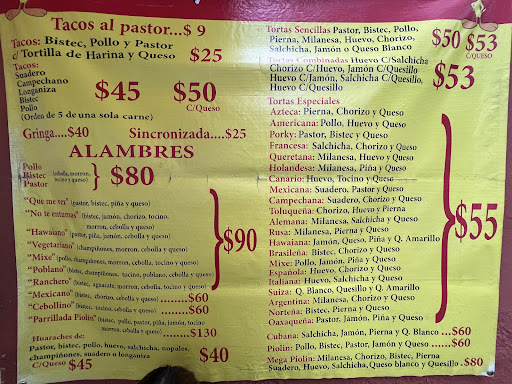 Tacos al pastor...$ 9
Tacos: Bistec, Pollo y Pastor
c/ Tortilla de Harina y Queso $25
Tacos:
Suadero
Campechano
Longaniza
Bistec
Pollo
$45 $50
C/Queso
(Orden de 5 de una sola carne)
Gringa....$40 Sincronizada....$25
ALAMBRES
Pollo
Bistec
Pastor
(cebolla, morrón,
tocino y queso)
$80
"Que me ves" (pastor, bistec, piña y queso)
"No te entumas" (bistec, jamón, chorizo, tocino,
morron, cebolla y queso)
"Hawaiano" (pastor, piña, jamón, cebolla y queso)
"Vegetariano" (champiñones, morron, cebolla y queso)
"Mixe" (pollo, champiñones, morron, cebolla, tocino y queso)
"Poblano" (bistec, champiñones, tocino, poblano, cebolla y queso)
"Ranchero" (bistec, aguacate, morron, cebolla, tocino y queso)
$90
"Mexicano" (bistec, chorizo, cebolla y queso) .......$60
"Cebollino" (bistec, tocino, cebolla y queso) .......$60
"Parrillada Piolin" (bistec, pollo, pastor, piña, jamón, tocino
morron, cebolla y queso) .......$130
Huaraches de:
Pastor, bistec, pollo, huevo, salchicha, nopales,
champiñones, suadero o longaniza $40
C/Queso $45
Tortas Sencillas Pastor, Bistec, Pollo,
Pierna, Milanesa, Huevo, Chorizo,
Salchicha, Jamón o Queso Blanco
$50 $53
C/QUESO
Tortas Combinadas Huevo C/Salchicha
Chorizo C/Huevo, Jamón C/Quesillo
Huevo C/Jamón, Salchicha C/Quesillo,
Huevo C/Quesillo
$53
Tortas Especiales
Azteca: Pierna, Chorizo y Queso
Americana: Pollo, Huevo y Queso
Porky: Pastor, Bistec y Queso
Francesa: Salchicha, Chorizo y Queso
Queretana: Milanesa, Huevo y Queso
Holandesa: Milanesa, Piña y Queso
Canario: Huevo, Tocino y Queso
Mexicana: Suadero, Pastor y Queso
Campechana: Suadero, Chorizo y Queso
Toluqueña: Chorizo, Huevo y Pierna
Alemana: Milanesa, Salchicha y Queso
Rusa: Milanesa, Pierna y Queso
Hawaiana: Jamón, Queso, Piña y Q. Amarillo
Brasileña: Bistec, Chorizo y Queso
Mixe: Pollo, Jamón, Piña y Queso
Española: Huevo, Chorizo y Queso
Italiana: Huevo, Salchicha y Queso
Suiza: Q. Blanco, Quesillo y Q. Amarillo
Argentina: Milanesa, Chorizo y Queso
Norteña: Bistec, Pierna y Queso
Oaxaqueña: Pastor, Jamón y Queso
$55
Cubana: Salchicha, Jamón, Pierna y Q. Blanco ...$60
Piolin: Pollo, Bistec, Pastor, Jamón y Queso ......$60
Mega Piolin: Milanesa, Chorizo, Bistec, Pierna
Suadero, Huevo, Salchicha, Queso blanco y Quesillo.$80